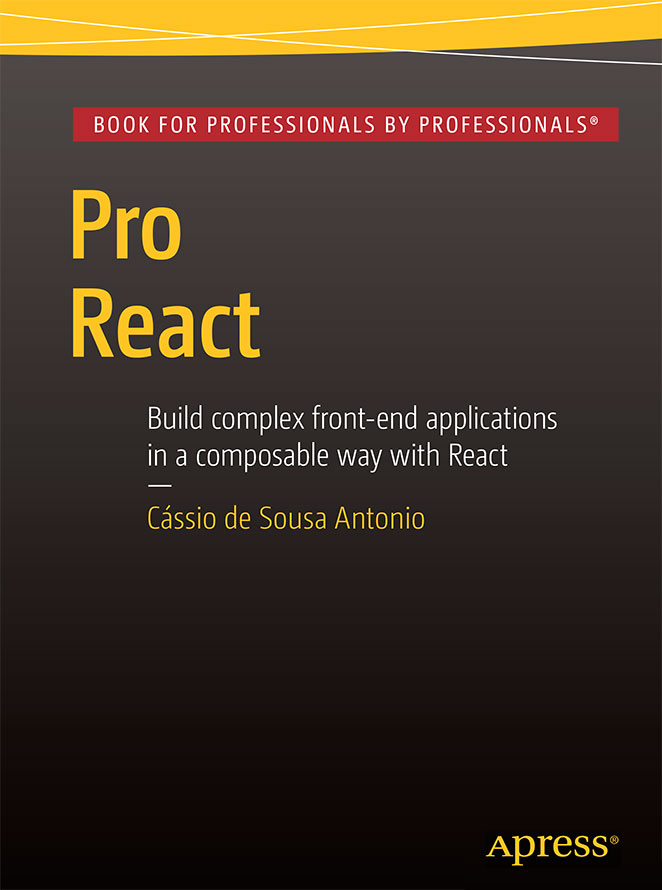 BOOK FOR PROFESSIONALS BY PROFESSIONALS®
Pro
React
Build complex front-end applications
in a composable way with React
—
Cássio de Sousa Antonio
Apress®